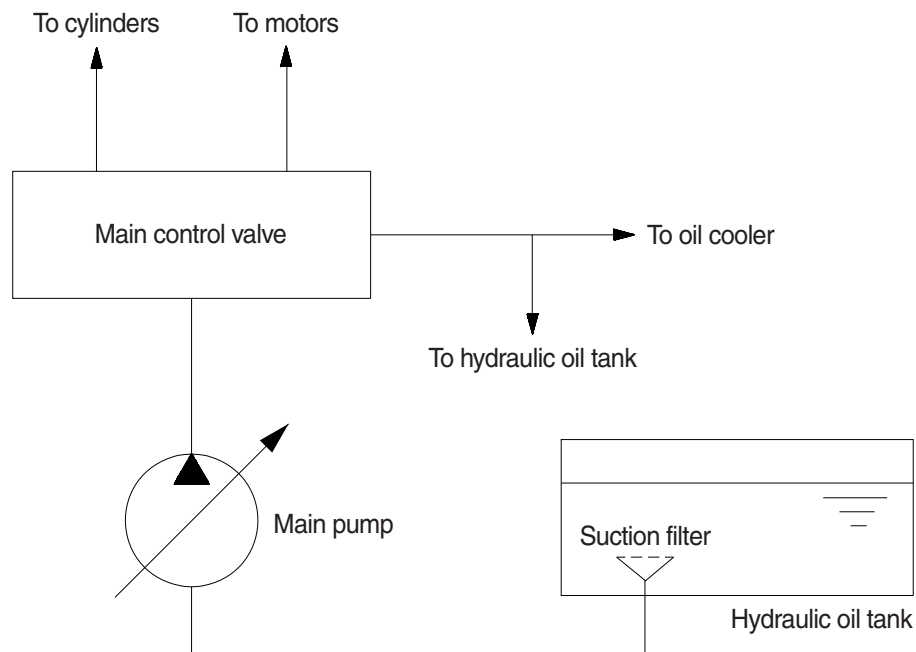 To cylinders
To motors
Main control valve
To oil cooler
To hydraulic oil tank
Main pump
Suction filter
Hydraulic oil tank